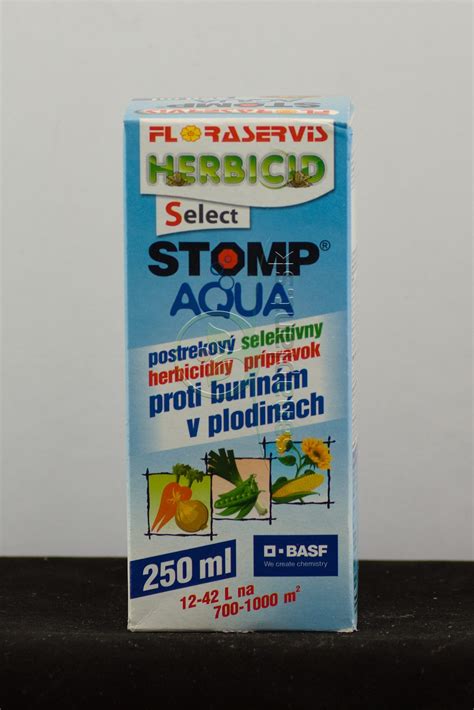 FLORASERVIS
HERBICID
Select
STOMP®
AQUA
postrekový selektívny
herbicídny prípravok
proti burinám
v plodinách
250 ml
BASF
We create chemistry
12-42 L na
700-1000 m²